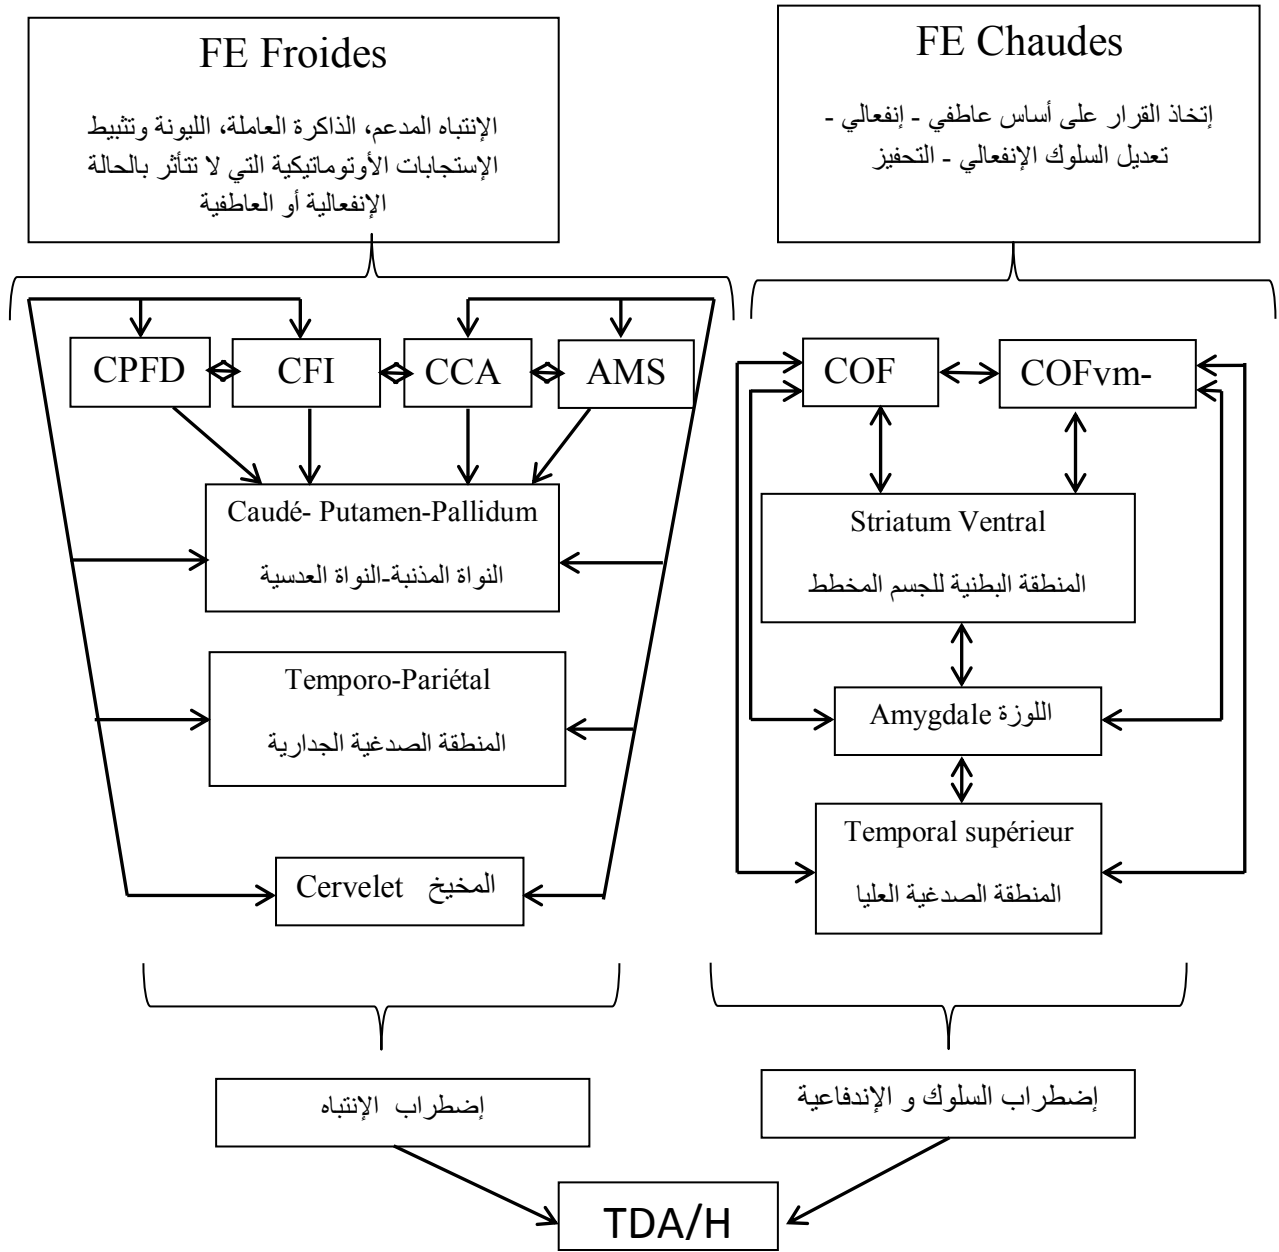 FE Froides
الإنتباه المدعم، الذاكرة العاملة، الليونة وتثبيط
الإستجابات الأوتوماتيكية التي لا تتأثر بالحالة
الإنفعالية أو العاطفية
FE Chaudes
إتخاذ القرار على أساس عاطفي - إنفعالي -
تعديل السلوك الإنفعالي - التحفيز
CPFD
CFI
CCA
AMS
Caudé- Putamen-Pallidum
النواة المذنبة-النواة العدسية
Temporo-Pariétal
المنطقة الصدغية الجدارية
Cervelet المخيخ
COF
COFvm-
Striatum Ventral
المنطقة البطنية للجسم المخطط
Amygdale اللوزة
Temporal supérieur
المنطقة الصدغية العليا
إضطراب الإنتباه
إضطراب السلوك و الإندفاعية
TDA/H